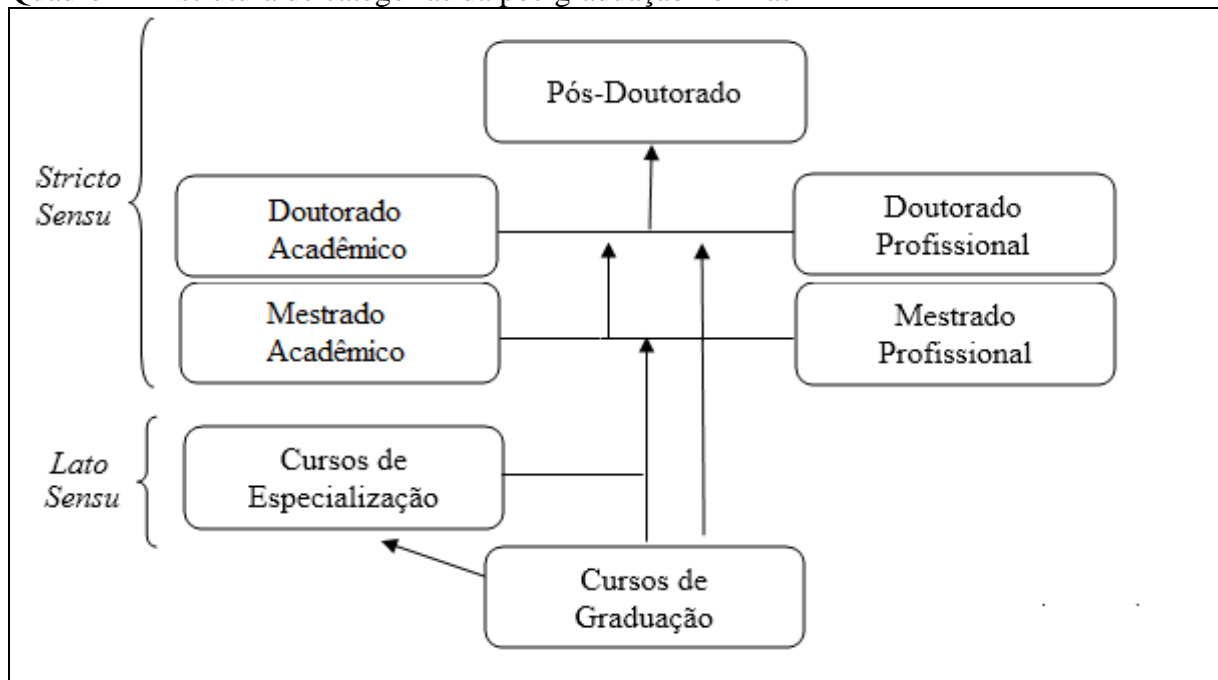 Pós-Doutorado
Stricto
Sensu
Doutorado
Acadêmico
Doutorado
Profissional
Mestrado
Acadêmico
Mestrado
Profissional
Lato
Sensu
Cursos de
Especialização
Cursos de
Graduação